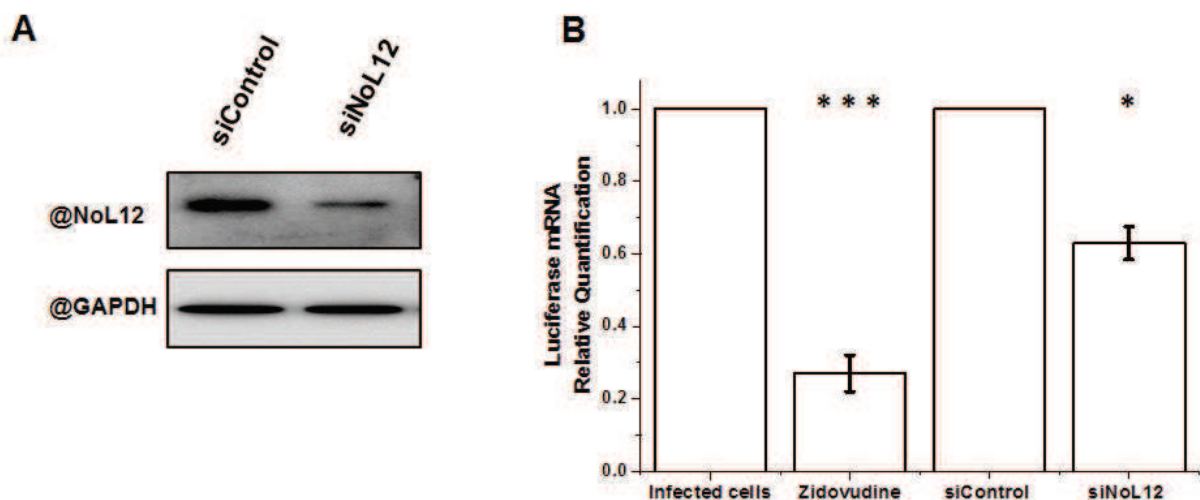 A
siControl
siNoL12
@NoL12
@GAPDH
B
Luciferase mRNA
Relative Quantification
1.0
0.8
0.6
0.4
0.2
0.0
* * *
*
Infected cells
Zidovudine
siControl
siNoL12